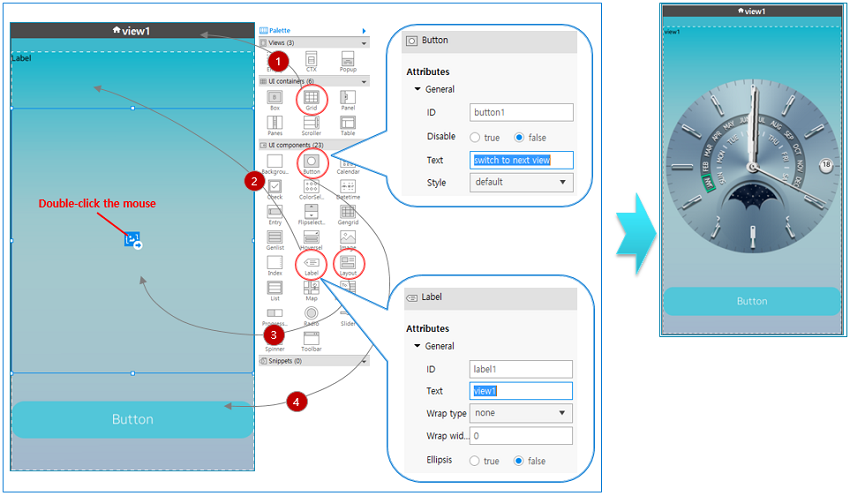 view1
Label
Double-click the mouse
Button
Palette
Views (3)
CTX
Popup
1
UI containers (6)
Box
Grid
Panel
Panes
Scroller
Table
UI components (23)
Backgrou..
Button
Calendar
2
Check
ColorSel..
Datetime
Entry
Flipselect..
Gengrid
Genlist
Hoversel
Image
Index
Label
Layout
List
Map
Progress..
Radio
Slider
3
Spinner
Toolbar
Snippets (0)
4
Button
Attributes
General
ID
button1
Disable
true
false
Text
switch to next view
Style
default
Label
Attributes
General
ID
label1
Text
view1
Wrap type
none
Wrap wid...
0
Ellipsis
true
false
view1
view1
JAN FEB MAR APR MAY JUN JUL AUG SEP OCT NOV DEC
18
Button